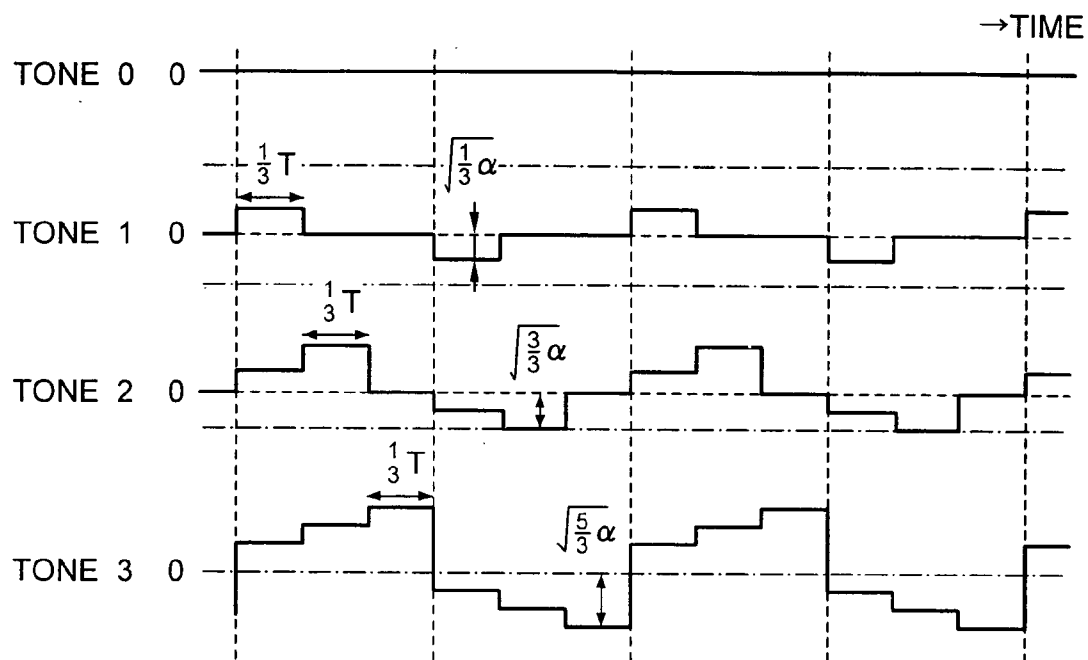 →TIME
TONE 0 0
1/3 T
√1/3 α
TONE 1 0
1/3 T
√3/3 α
TONE 2 0
1/3 T
√5/3 α
TONE 3 0